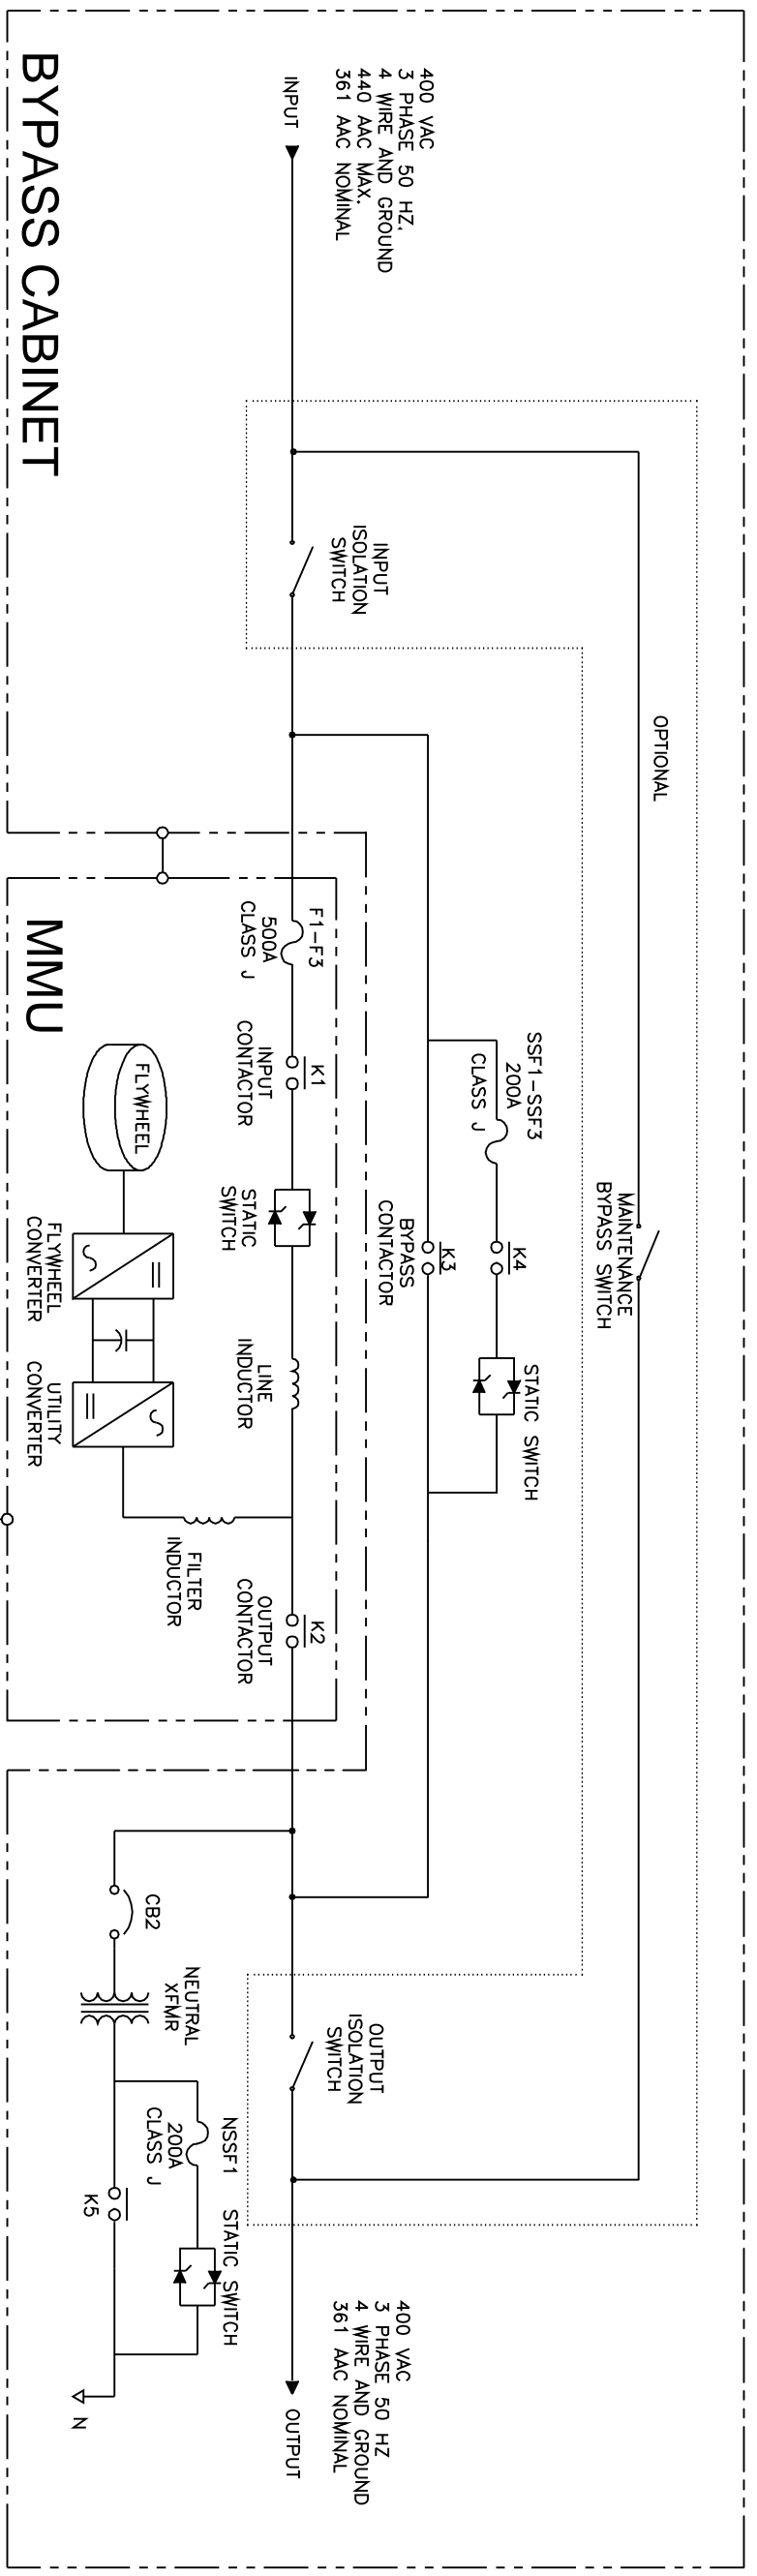 400 VAC
3 PHASE 50 HZ.
4 WIRE AND GROUND
440 AAC MAX.
361 AAC NOMINAL
INPUT
BYPASS CABINET
INPUT
ISOLATION
SWITCH
OPTIONAL
MMU
F1-F3
500A
CLASS J
K1
INPUT
CONTACTOR
STATIC
SWITCH
LINE
INDUCTOR
FLYWHEEL
FLYWHEEL
CONVERTER
UTILITY
CONVERTER
FILTER
INDUCTOR
K2
OUTPUT
CONTACTOR
SSF1-SSF3
200A
CLASS J
K4
STATIC SWITCH
K3
BYPASS
CONTACTOR
MAINTENANCE
BYPASS SWITCH
CB2
NEUTRAL
XFMR
OUTPUT
ISOLATION
SWITCH
NSSF1
200A
CLASS J
STATIC SWITCH
K5
N
400 VAC
3 PHASE 50 HZ
4 WIRE AND GROUND
361 AAC NOMINAL
OUTPUT